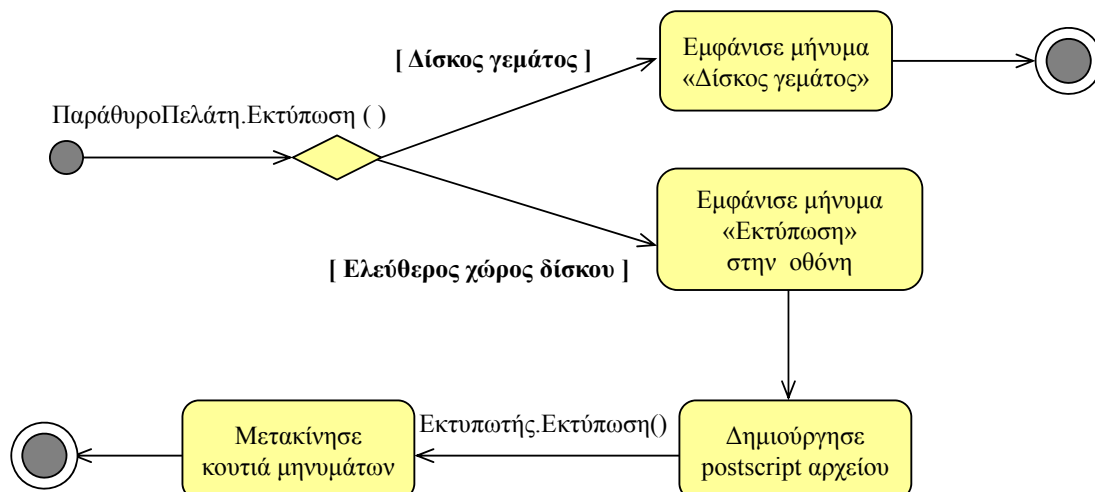 [ Δίσκος γεμάτος ]
Εμφάνισε μήνυμα
«Δίσκος γεμάτος»
ΠαράθυροΠελάτη.Εκτύπωση ( )
Εμφάνισε μήνυμα
«Εκτύπωση»
στην οθόνη
[ Ελεύθερος χώρος δίσκου ]
Μετακίνησε
κουτιά μηνυμάτων
Εκτυπωτής.Εκτύπωση()
Δημιούργησε
postscript αρχείου